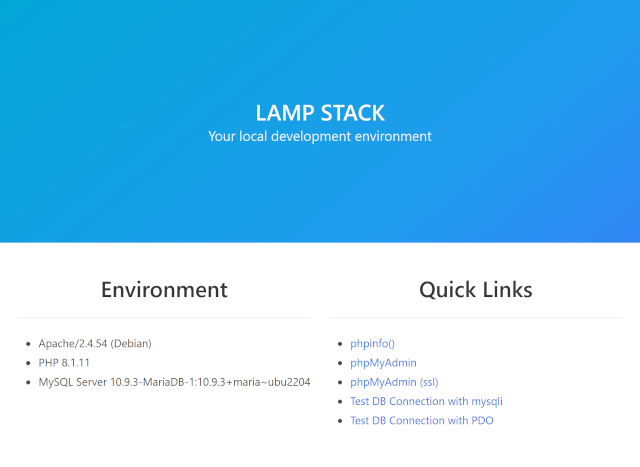 LAMP STACK
Your local development environment
Environment
Apache/2.4.54 (Debian)
PHP 8.1.11
MySQL Server 10.9.3-MariaDB-1:10.9.3+maria~ubu2204
Quick Links
phpinfo()
phpMyAdmin
phpMyAdmin (ssl)
Test DB Connection with mysqli
Test DB Connection with PDO